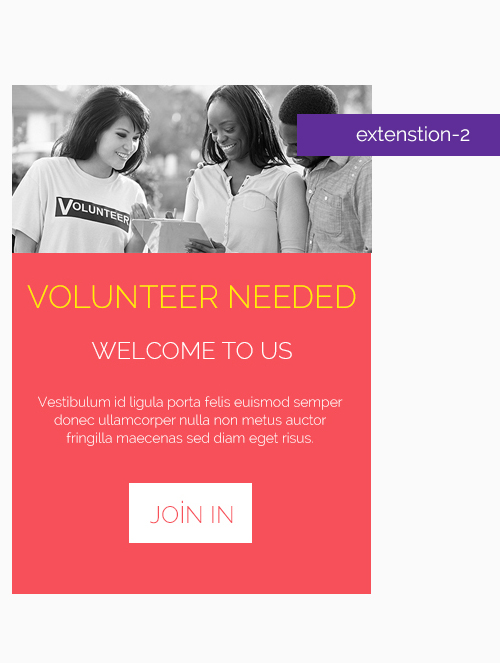 extenstion-2
VOLUNTEER
VOLUNTEER NEEDED
WELCOME TO US
Vestibulum id ligula porta felis euismod semper
donec ullamcorper nulla non metus auctor
fringilla maecenas sed diam eget risus.
JOİN IN